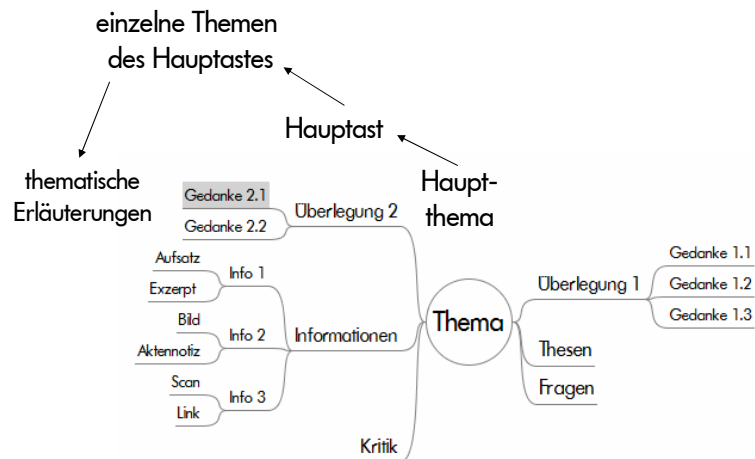 einzelne Themen
des Hauptastes
Hauptast
thematische
Erläuterungen
Haupt-
thema
Gedanke 2.1
Gedanke 2.2
Überlegung 2
Aufsatz
Exzerpt
Info 1
Bild
Aktennotiz
Info 2
Scan
Link
Info 3
Informationen
Kritik
Thema
Überlegung 1
Gedanke 1.1
Gedanke 1.2
Gedanke 1.3
Thesen
Fragen